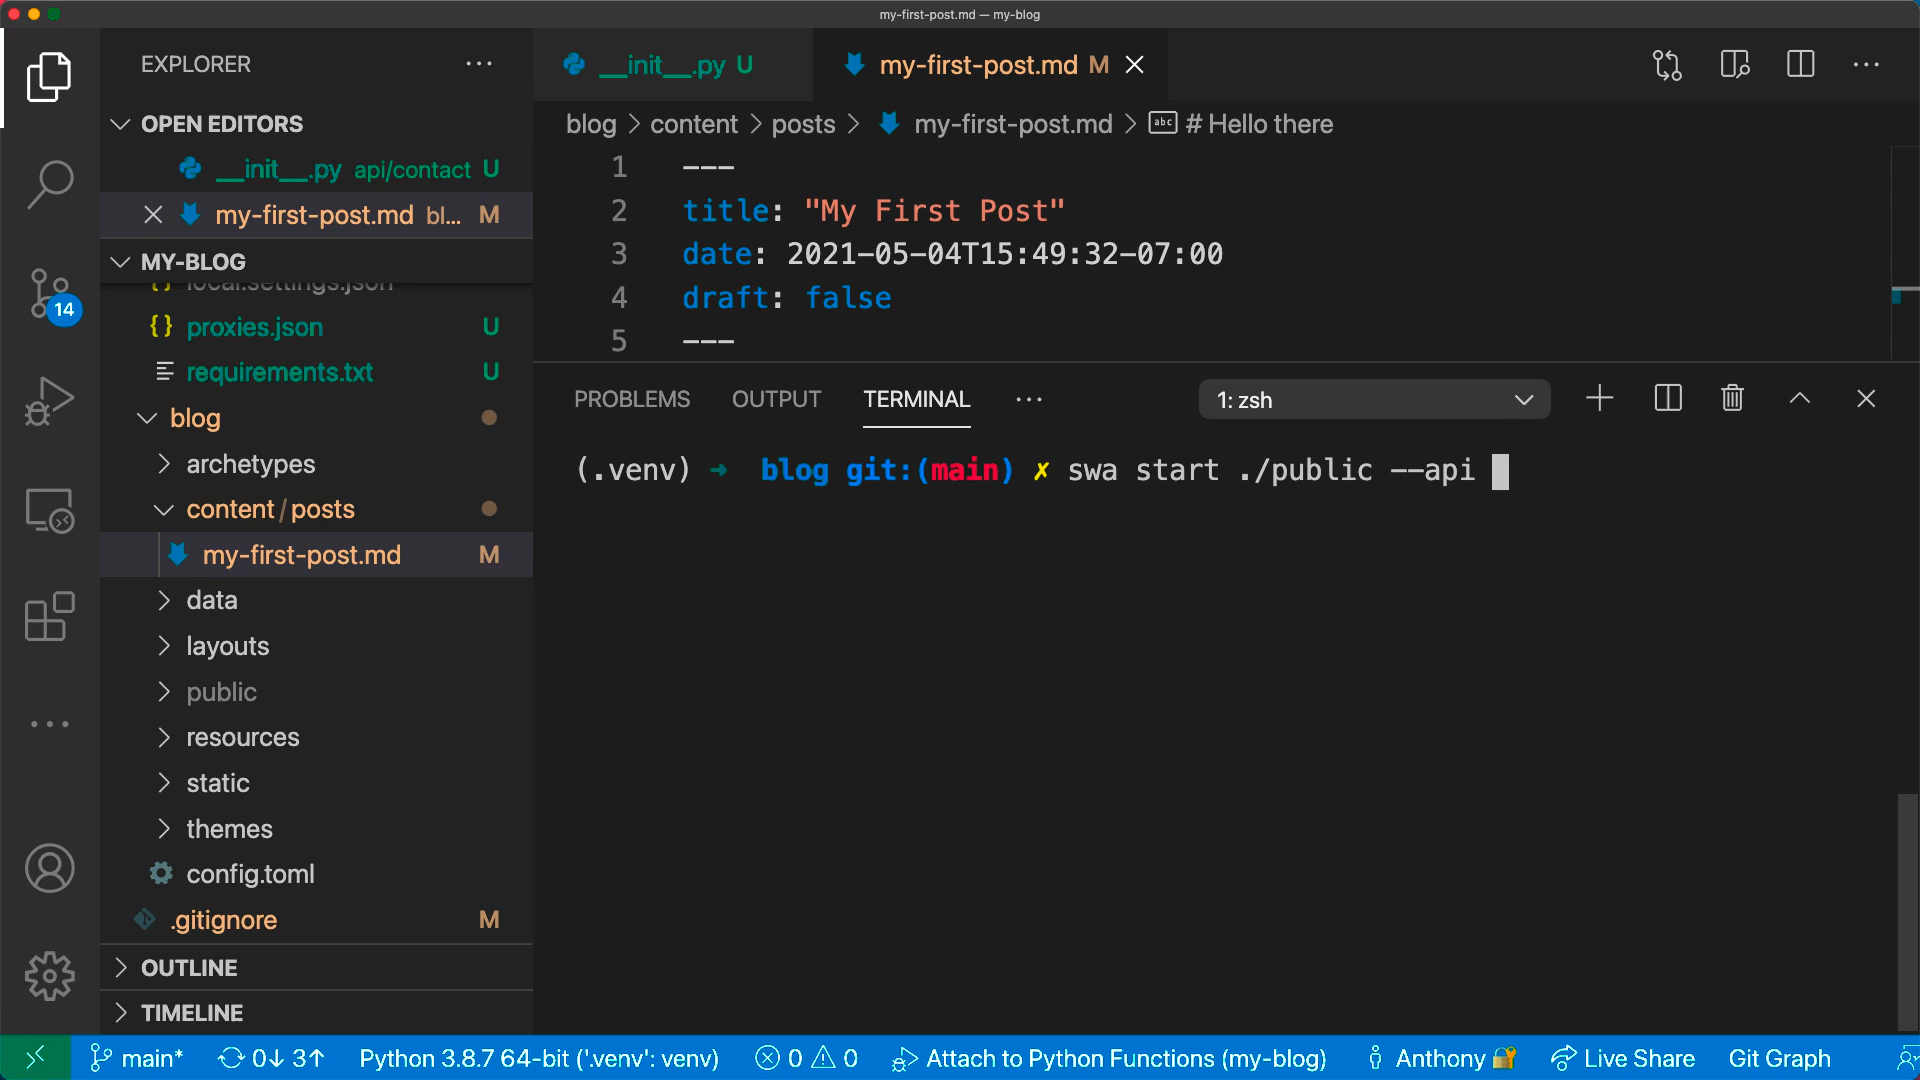 my-first-post.md — my-blog
EXPLORER
OPEN EDITORS
__init__.py api/contact U
my-first-post.md bl... M
MY-BLOG
local.settings.json
proxies.json U
requirements.txt U
blog
archetypes
content / posts
my-first-post.md M
data
layouts
public
resources
static
themes
config.toml
.gitignore M
OUTLINE
TIMELINE
14
__init__.py U
my-first-post.md M
blog > content > posts > my-first-post.md > abc # Hello there
1 ---
2 title: "My First Post"
3 date: 2021-05-04T15:49:32-07:00
4 draft: false
5 ---
PROBLEMS OUTPUT TERMINAL ... 1: zsh
(.venv) ➜ blog git:(main) ✗ swa start ./public --api
main* 0↓ 3↑ Python 3.8.7 64-bit ('.venv': venv) 0 0 Attach to Python Functions (my-blog) Anthony Live Share Git Graph